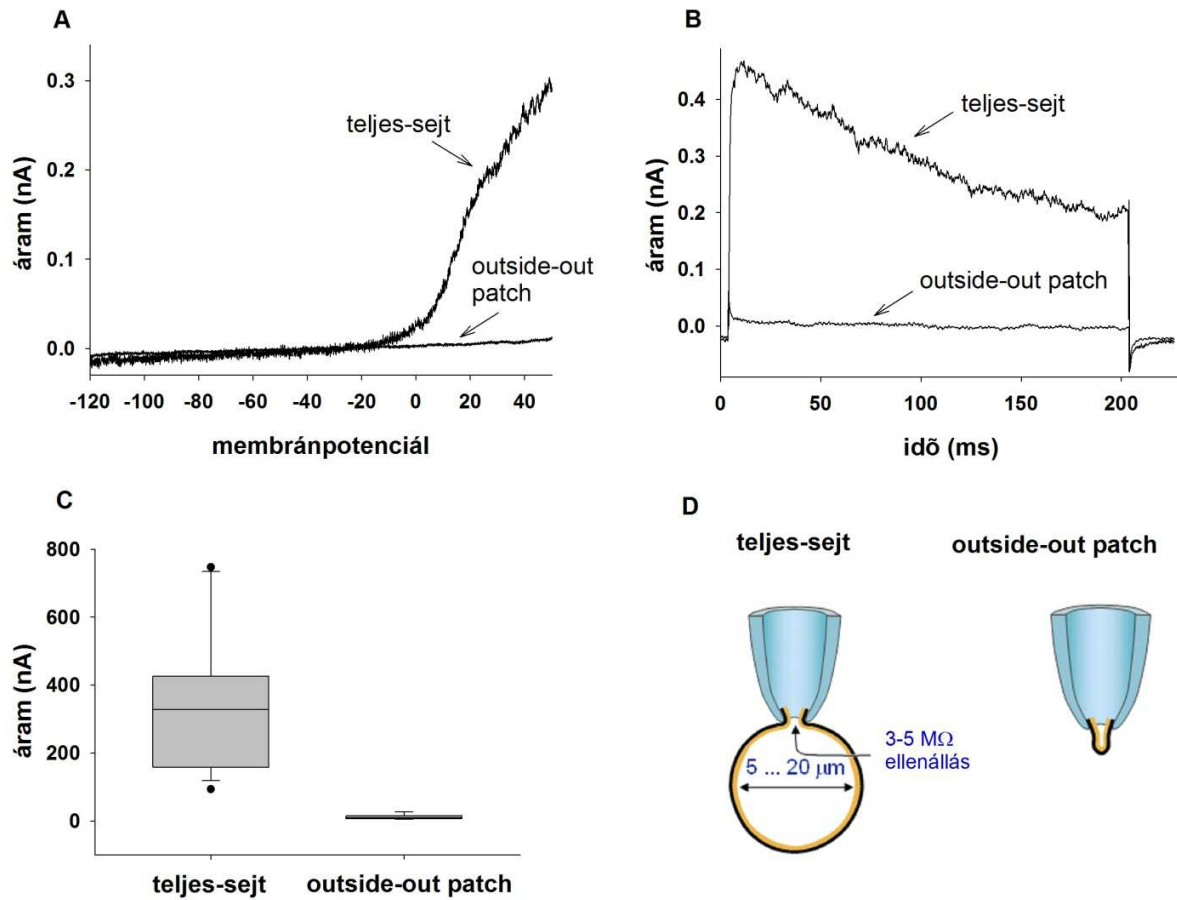 A
áram (nA)
0.3
0.2
0.1
0.0
teljes-sejt
outside-out
patch
-120 -100 -80 -60 -40 -20 0 20 40
membránpotenciál
B
áram (nA)
0.4
0.3
0.2
0.1
0.0
teljes-sejt
outside-out patch
0 50 100 150 200
idõ (ms)
C
áram (nA)
800
600
400
200
0
teljes-sejt outside-out patch
D
teljes-sejt outside-out patch
3-5 MΩ
ellenállás
5 ... 20 μm